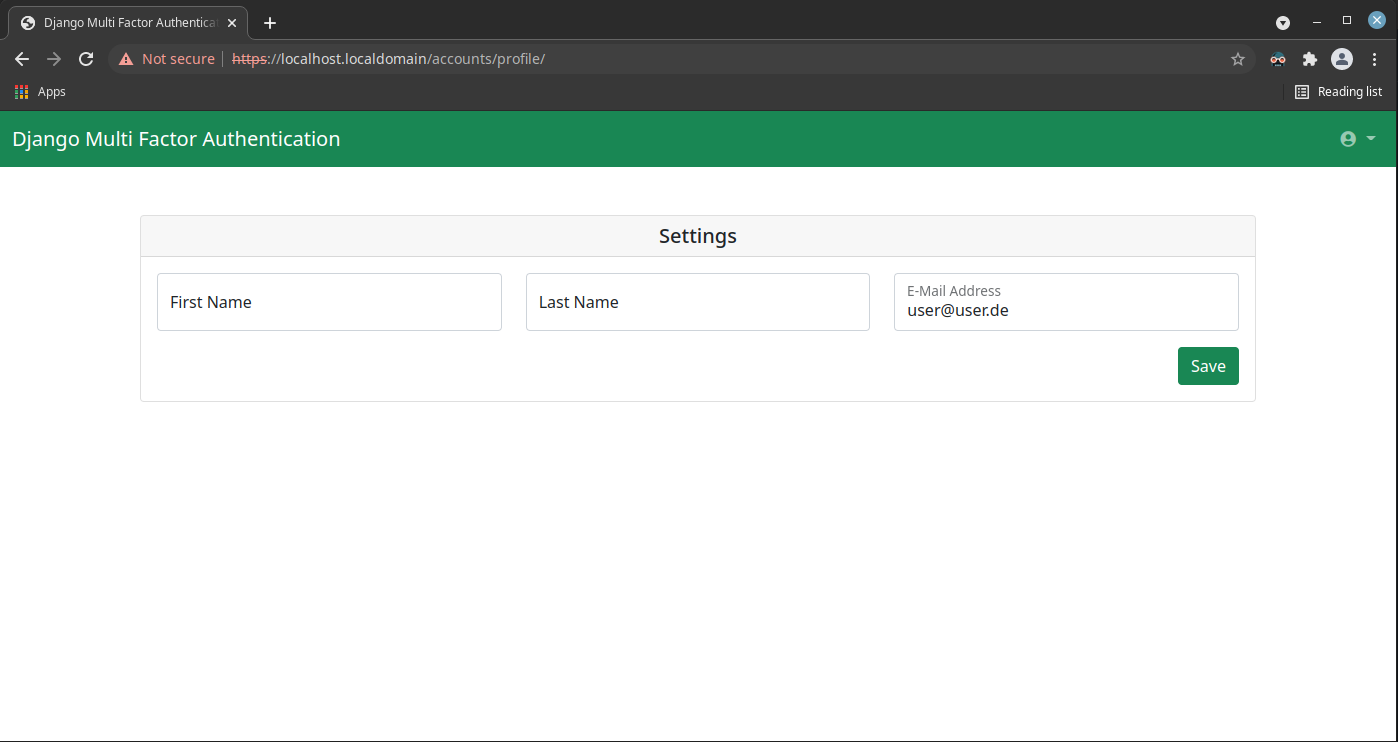 Django Multi Factor Authentica
Not secure
https://localhost.localdomain/accounts/profile/
Apps
Reading list
Django Multi Factor Authentication
Settings
First Name
Last Name
E-Mail Address
user@user.de
Save